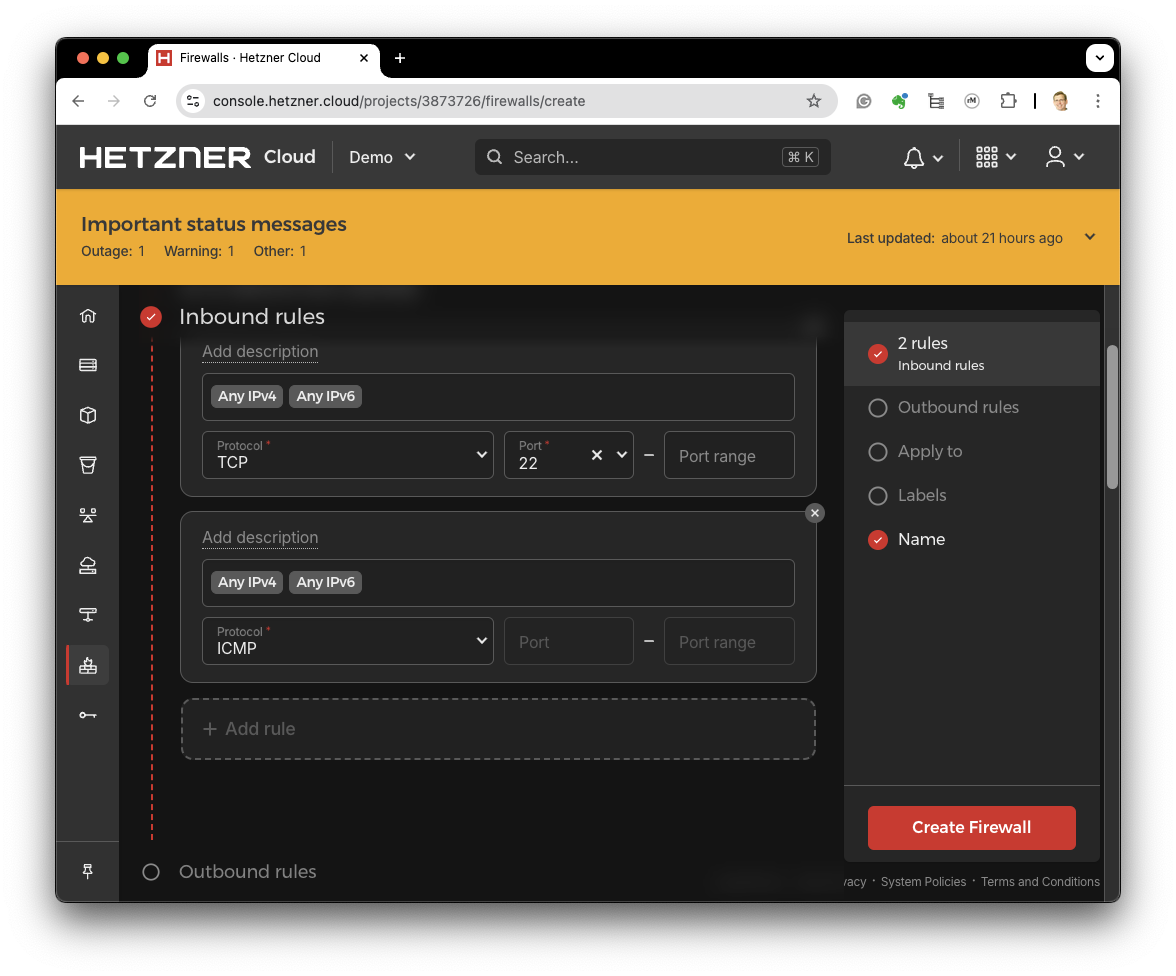 Firewalls · Hetzner Cloud
console.hetzner.cloud/projects/3873726/firewalls/create
HETZNER Cloud Demo Search... ⌘ K
Important status messages
Outage: 1 Warning: 1 Other: 1
Last updated: about 21 hours ago
Inbound rules
Add description
Any IPv4 Any IPv6
Protocol * Port *
TCP 22 – Port range
Add description
Any IPv4 Any IPv6
Protocol *
ICMP Port – Port range
+ Add rule
Outbound rules
2 rules
Inbound rules
Outbound rules
Apply to
Labels
Name
Create Firewall
System Policies · Terms and Conditions